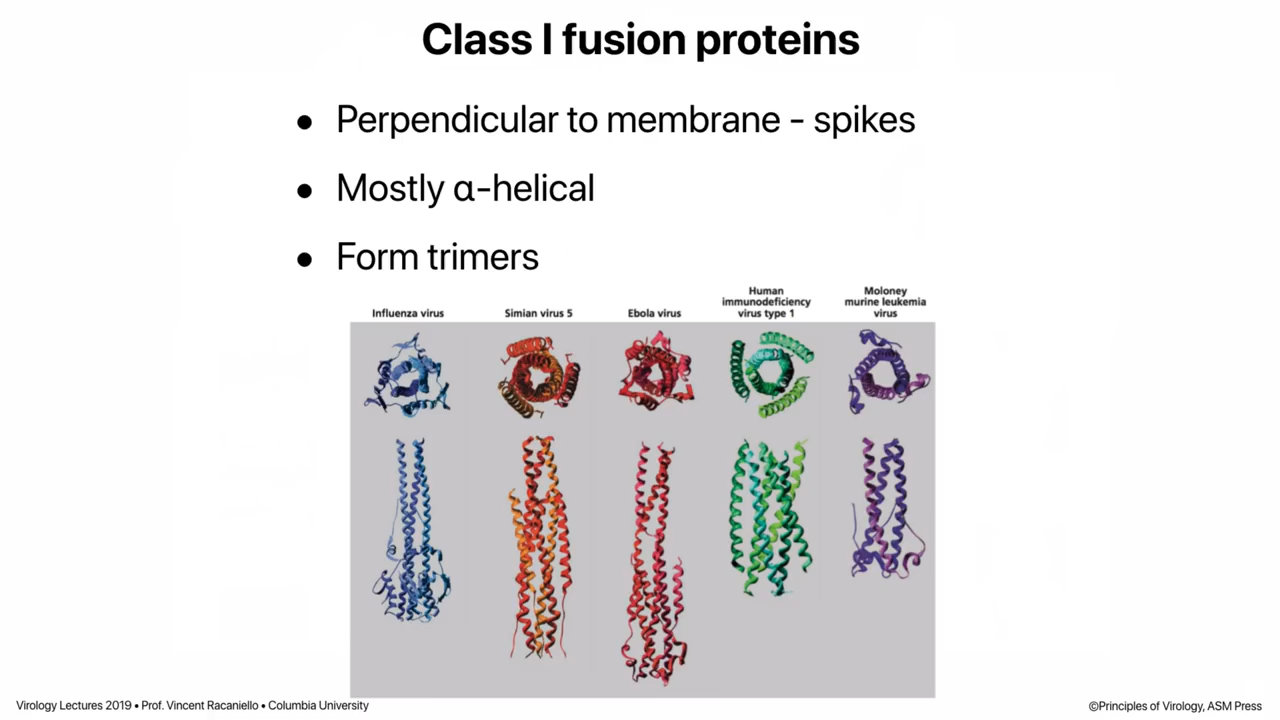 Class I fusion proteins
● Perpendicular to membrane - spikes
● Mostly α-helical
● Form trimers
Influenza virus
Simian virus 5
Ebola virus
Human
immunodeficiency
virus type 1
Moloney
murine leukemia
virus
Virology Lectures 2019 • Prof. Vincent Racaniello • Columbia University
©Principles of Virology, ASM Press